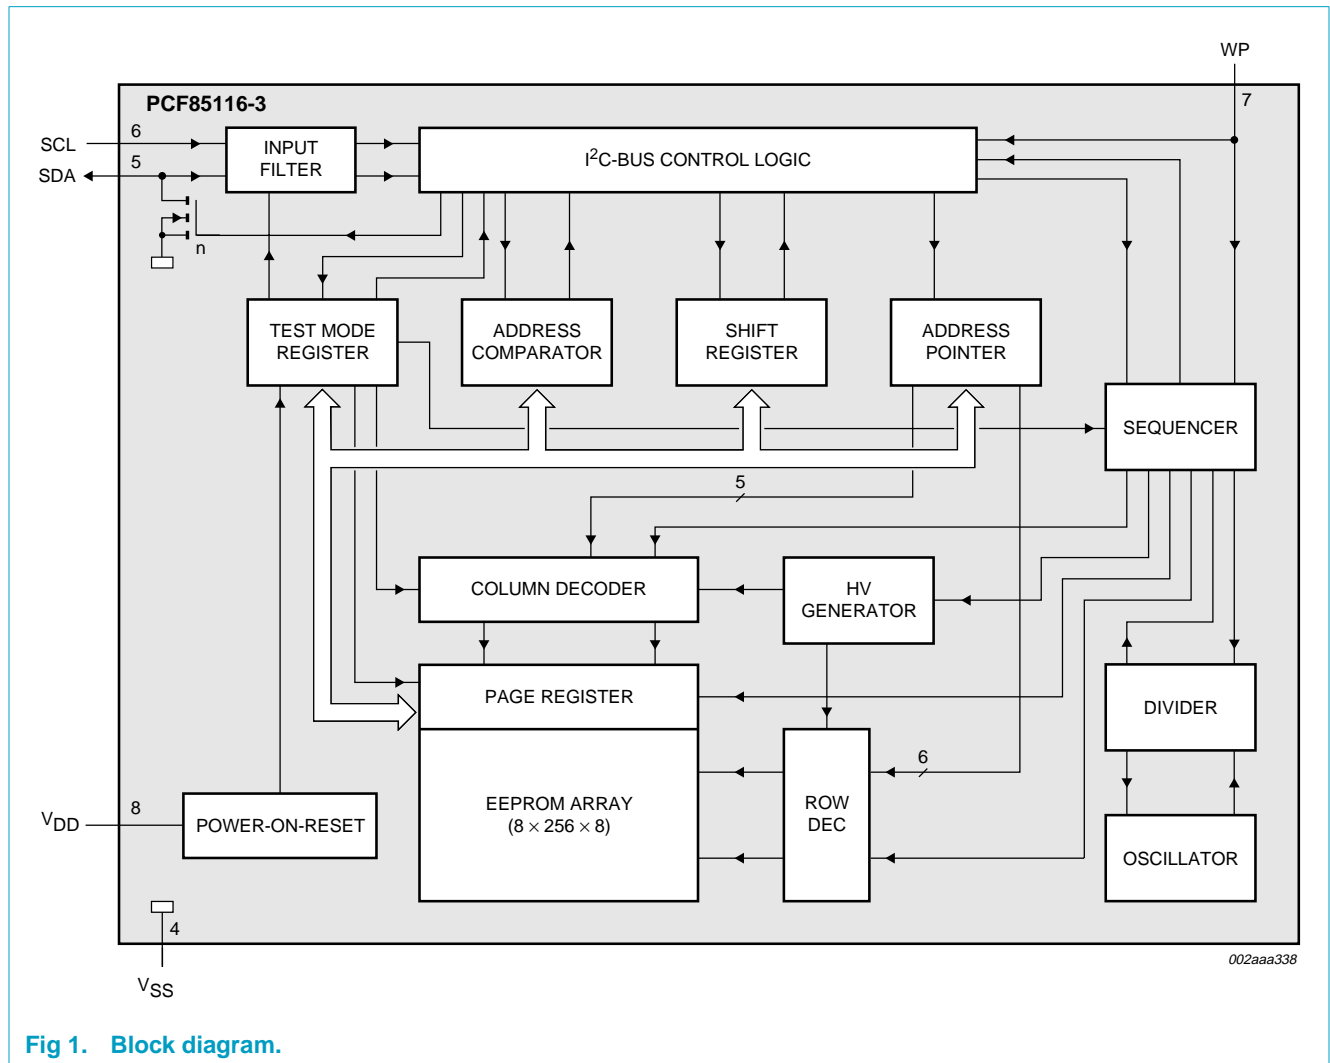 WP
7
PCF85116-3
SCL
6
SDA
5
INPUT
FILTER
I²C-BUS CONTROL LOGIC
n
TEST MODE
REGISTER
ADDRESS
COMPARATOR
SHIFT
REGISTER
ADDRESS
POINTER
SEQUENCER
5
COLUMN DECODER
HV
GENERATOR
PAGE REGISTER
DIVIDER
6
EEPROM ARRAY
(8 × 256 × 8)
ROW
DEC
VDD
8
POWER-ON-RESET
OSCILLATOR
4
VSS
002aaa338
Fig 1. Block diagram.